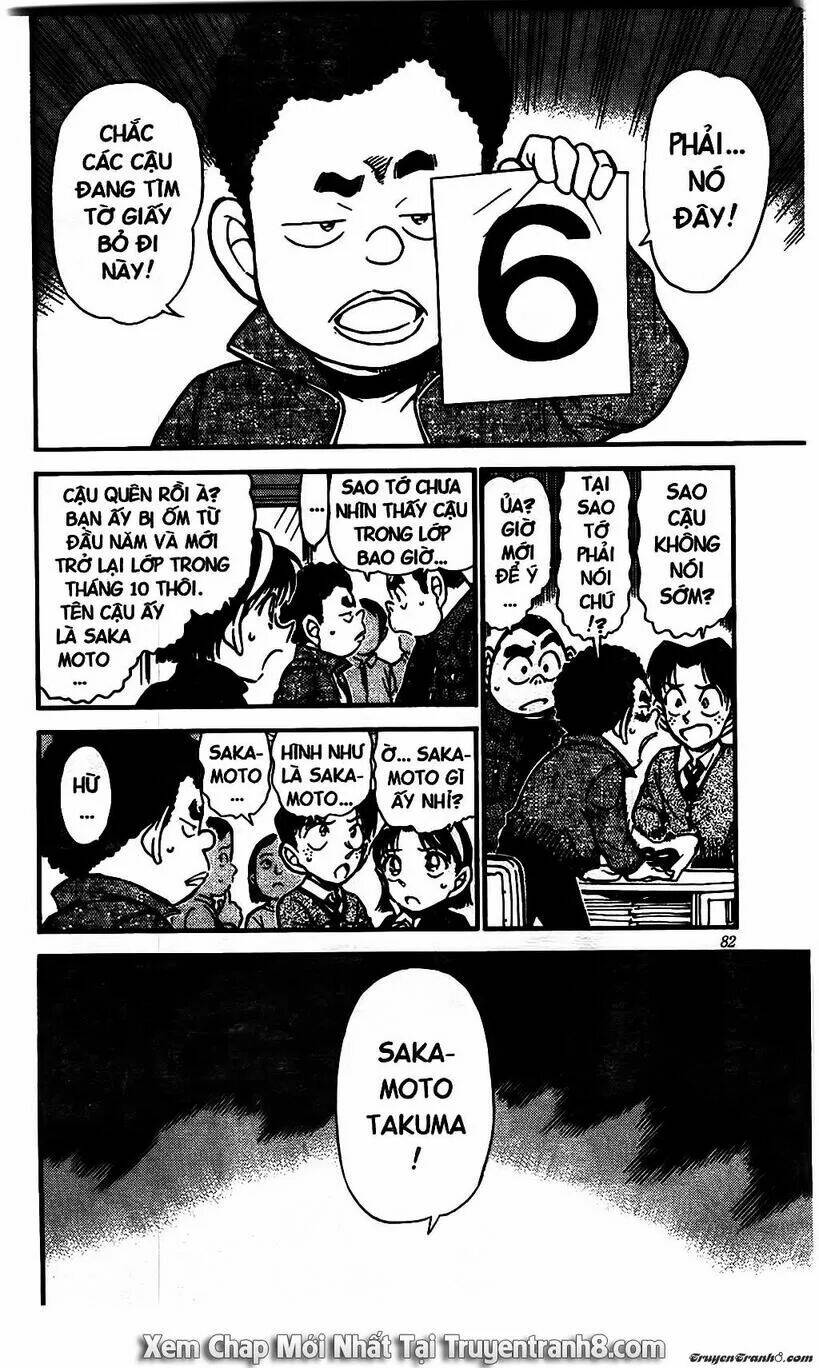 PHẢI...
NÓ
ĐÂY!
CHẮC
CÁC CẬU
ĐANG TÌM
TỜ GIẤY
BỎ ĐI
NÀY!
6
SAO
CẬU
KHÔNG
NÓI
SỚM?
TẠI
SAO
TỚ
PHẢI
NÓI
CHỨ
!?
ỦA?
GIỜ
MỚI
ĐỂ Ý
...
SAO TỚ CHƯA
NHÌN THẤY CẬU
TRONG LỚP
BAO GIỜ...
...
CẬU QUÊN RỒI À?
BẠN ẤY BỊ ỐM TỪ
ĐẦU NĂM VÀ MỚI
TRỞ LẠI LỚP TRONG
THÁNG 10 THÔI.
TÊN CẬU ẤY
LÀ SAKA
MOTO
...
Ờ... SAKA-
MOTO GÌ
ẤY NHỈ?
HÌNH NHƯ
LÀ SAKA-
MOTO...
SAKA-
MOTO
...
HỪ
...
82
SAKA-
MOTO
TAKUMA
!
Xem Chap Mới Nhất Tại Truyentranh8.com
TruyenTranh8.com